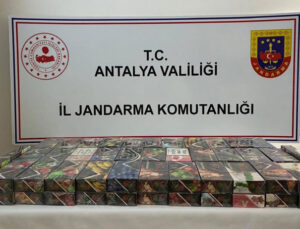 T.C.
ANTALYA VALİLİĞİ
İL JANDARMA KOMUTANLIĞI